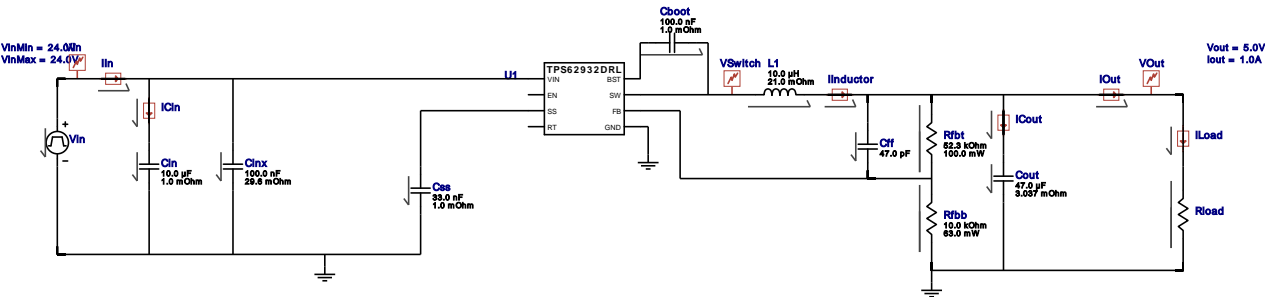 VinMin = 24.0V
VinMax = 24.0V
Vin
Iin
ICin
Vin
+
−
Cin
10.0 µF
1.0 mOhm
Cinx
100.0 nF
29.6 mOhm
Css
33.0 nF
1.0 mOhm
U1
TPS62932DRL
VIN
EN
SS
RT
BST
SW
FB
GND
Cboot
100.0 nF
1.0 mOhm
VSwitch
L1
10.0 µH
21.0 mOhm
IInductor
Cff
47.0 pF
Rfbt
52.3 kOhm
100.0 mW
Rfbb
10.0 kOhm
63.0 mW
ICout
Cout
47.0 µF
3.037 mOhm
IOut
VOut
Vout = 5.0V
Iout = 1.0A
ILoad
Rload